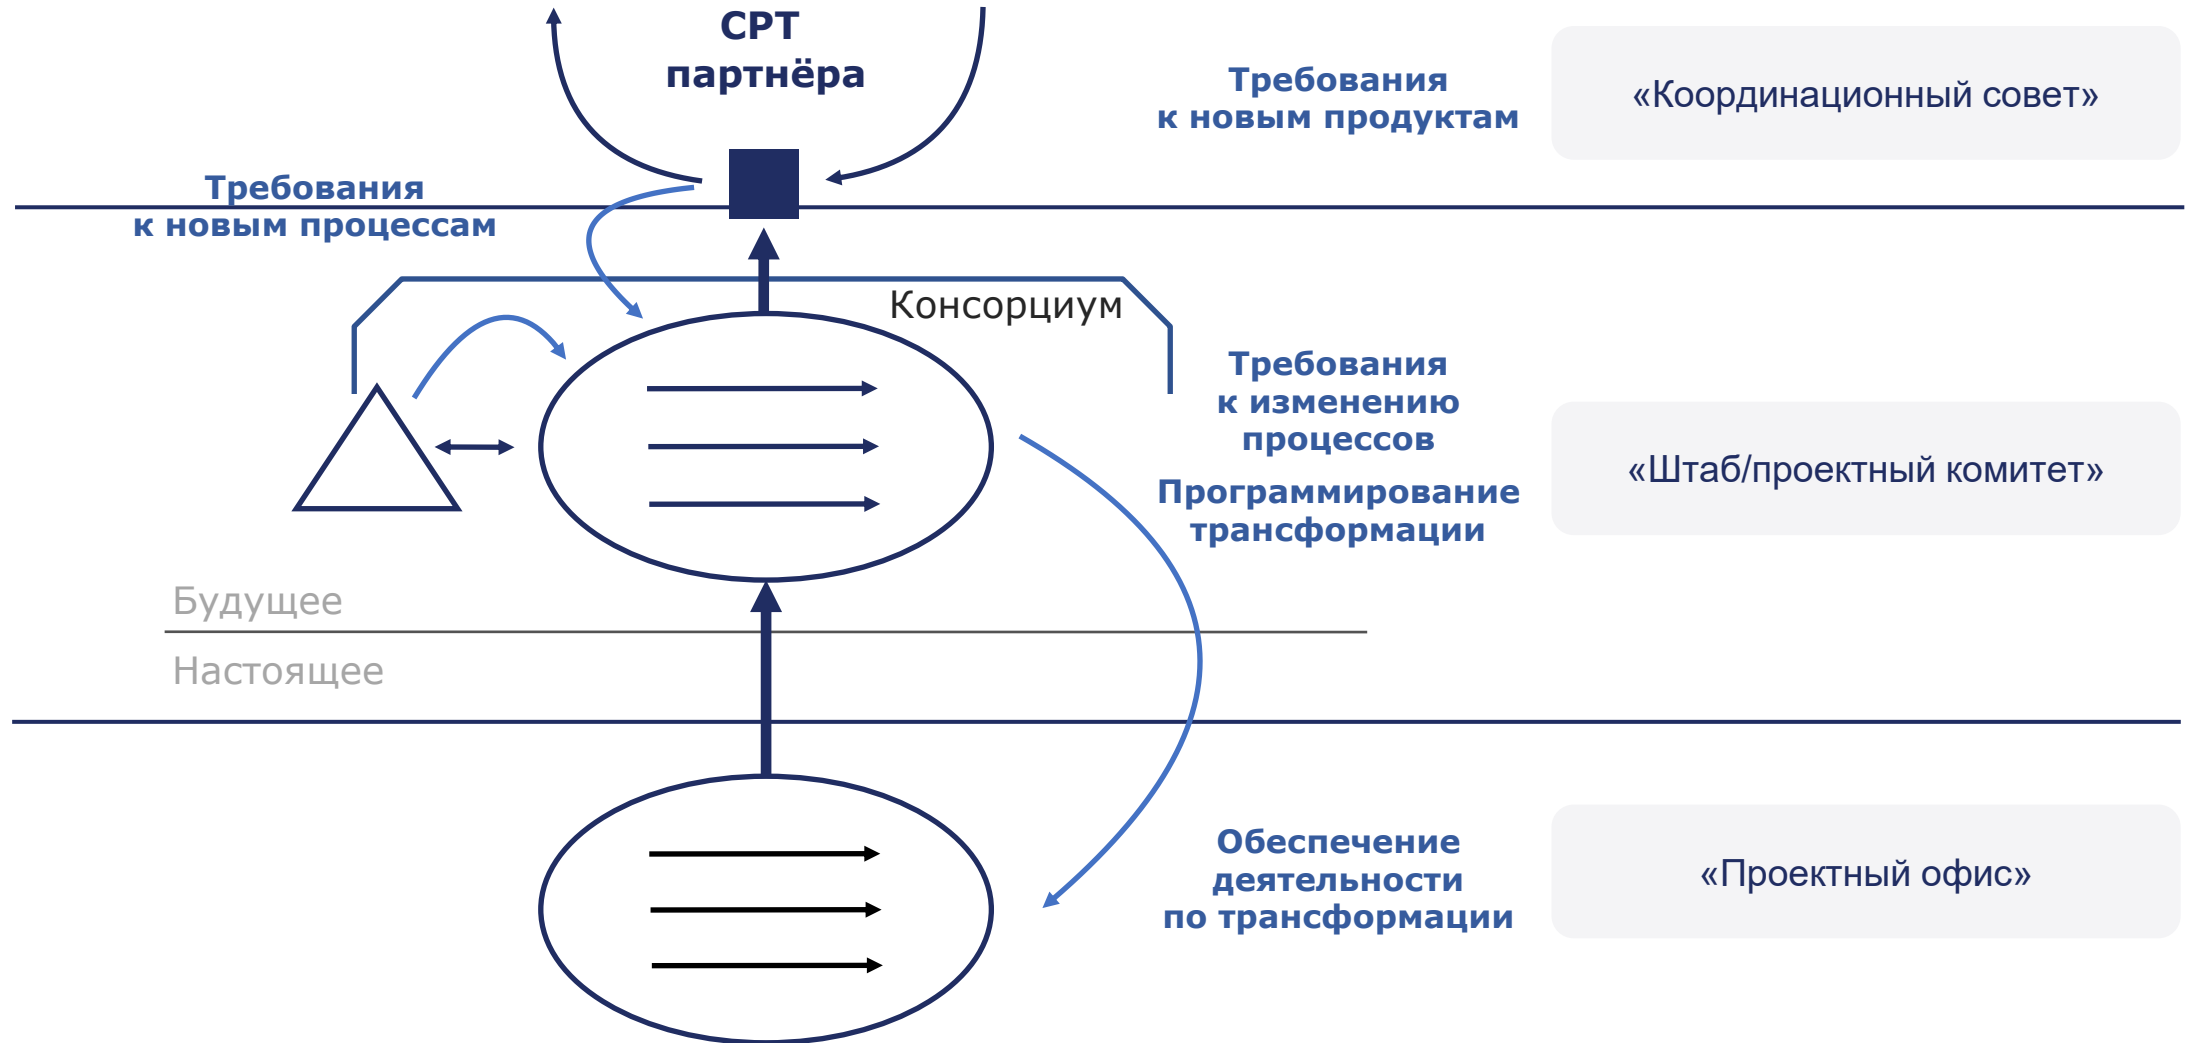 СРТ
партнёра
Требования
к новым продуктам
«Координационный совет»
Требования
к новым процессам
Консорциум
Требования
к изменению
процессов
Программирование
трансформации
«Штаб/проектный комитет»
Будущее
Настоящее
Обеспечение
деятельности
по трансформации
«Проектный офис»